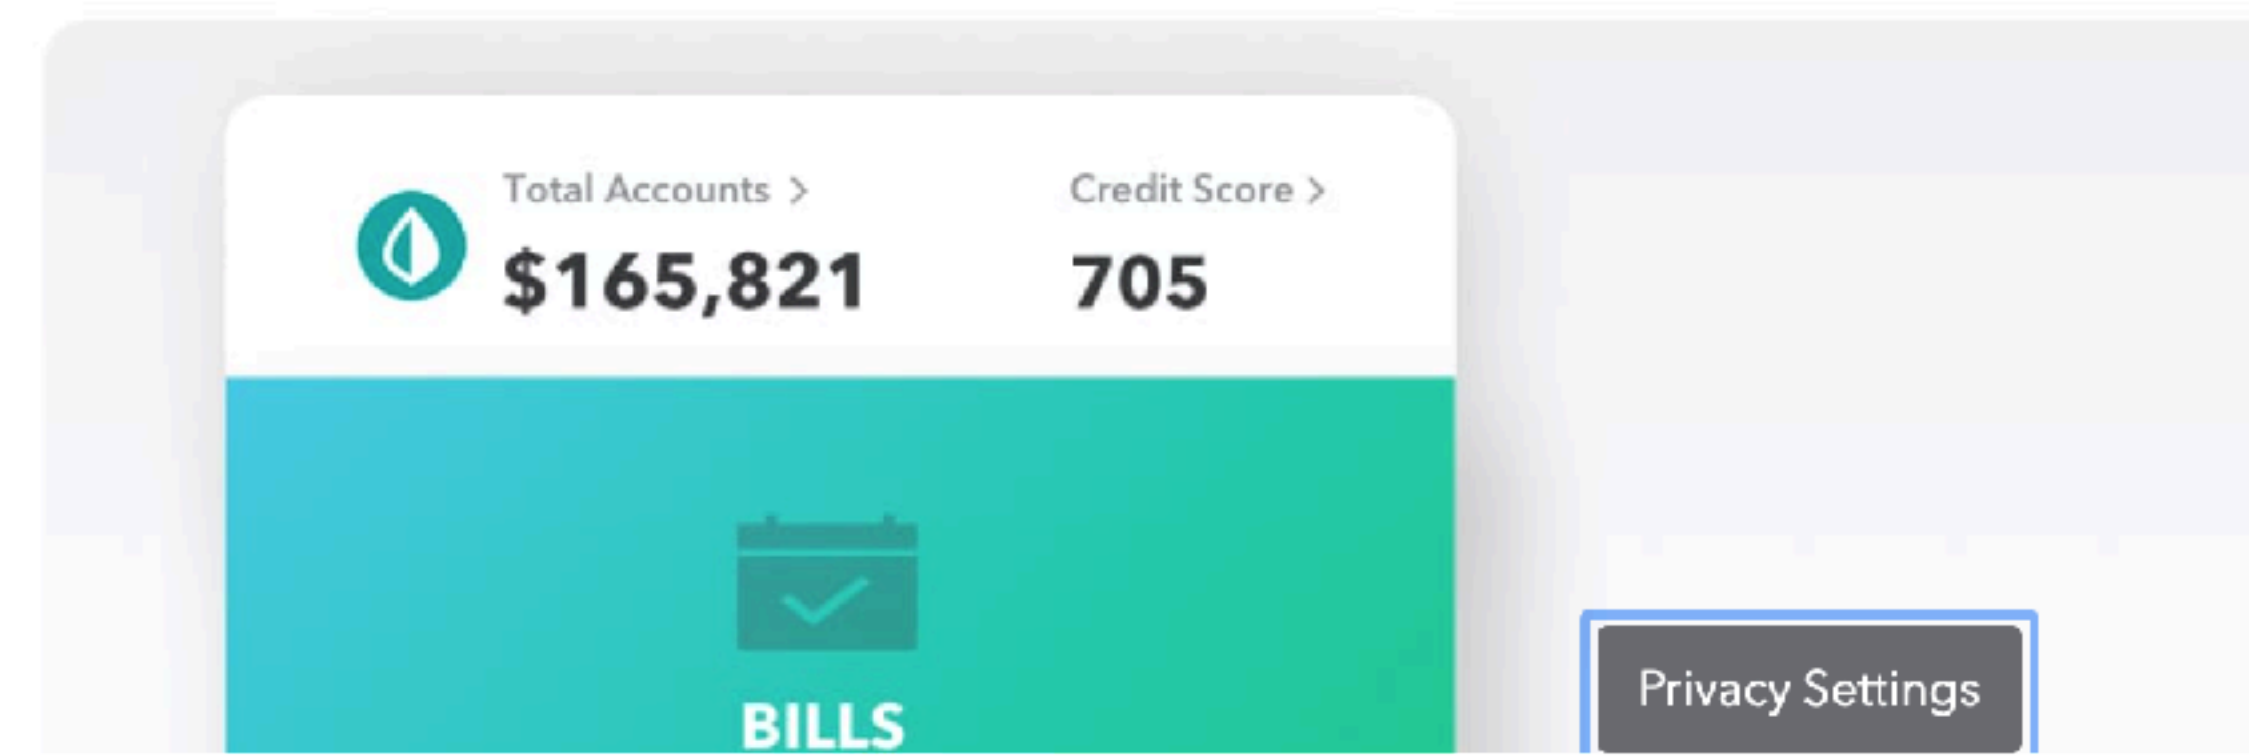 Total Accounts >
$165,821
Credit Score >
705
BILLS
Privacy Settings